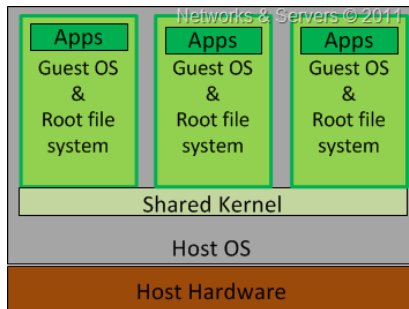 Networks & Servers © 2011
Apps
Guest OS
&
Root file
system
Apps
Guest OS
&
Root file
system
Apps
Guest OS
&
Root file
system
Shared Kernel
Host OS
Host Hardware